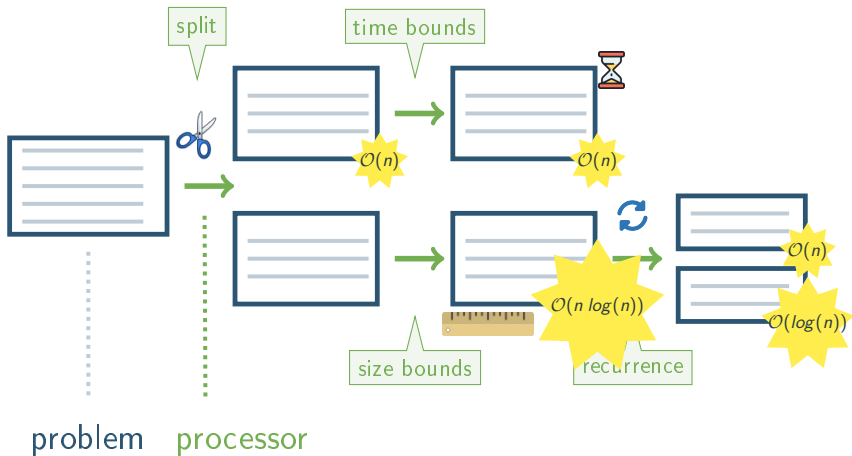 split
time bounds
𝒪(n)
𝒪(n)
𝒪(n)
𝒪(n log(n))
𝒪(log(n))
size bounds
recurrence
problem
processor